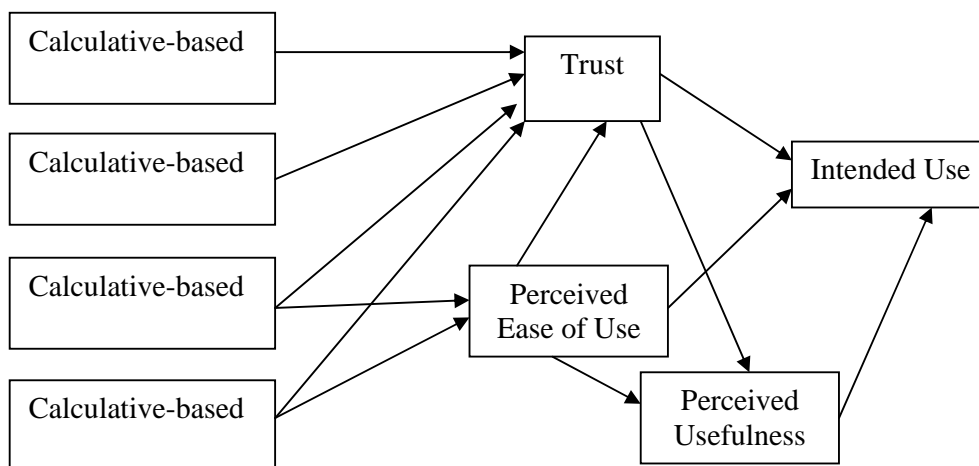 Calculative-based
Trust
Calculative-based
Intended Use
Calculative-based
Perceived
Ease of Use
Calculative-based
Perceived
Usefulness